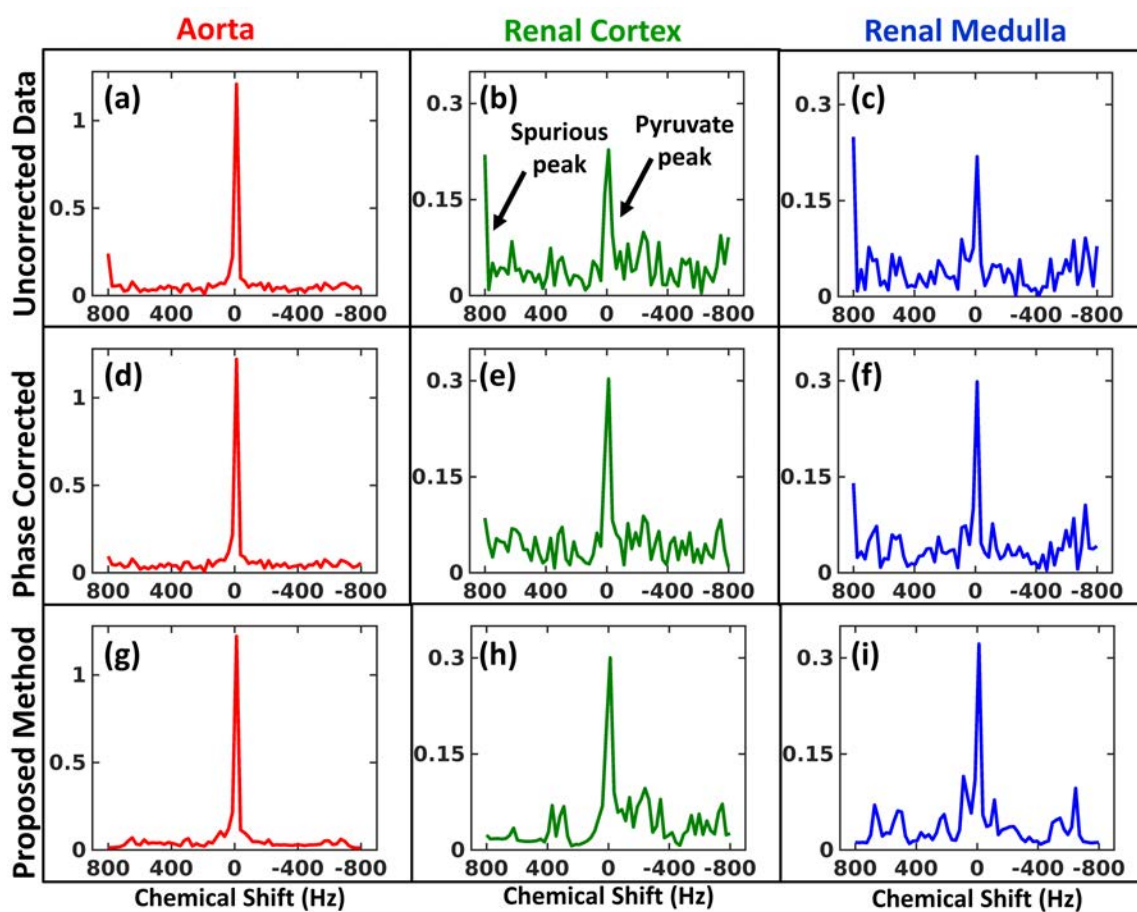 Aorta
Renal Cortex
Renal Medulla
Uncorrected Data
(a)
1
0.5
0
800 400 0 -400 -800
(b)
Spurious
peak
Pyruvate
peak
0.3
0.15
0
800 400 0 -400 -800
(c)
0.3
0.15
0
800 400 0 -400 -800
Phase Corrected
(d)
1
0.5
0
800 400 0 -400 -800
(e)
0.3
0.15
0
800 400 0 -400 -800
(f)
0.3
0.15
0
800 400 0 -400 -800
Proposed Method
(g)
1
0.5
0
800 400 0 -400 -800
Chemical Shift (Hz)
(h)
0.3
0.15
0
800 400 0 -400 -800
Chemical Shift (Hz)
(i)
0.3
0.15
0
800 400 0 -400 -800
Chemical Shift (Hz)